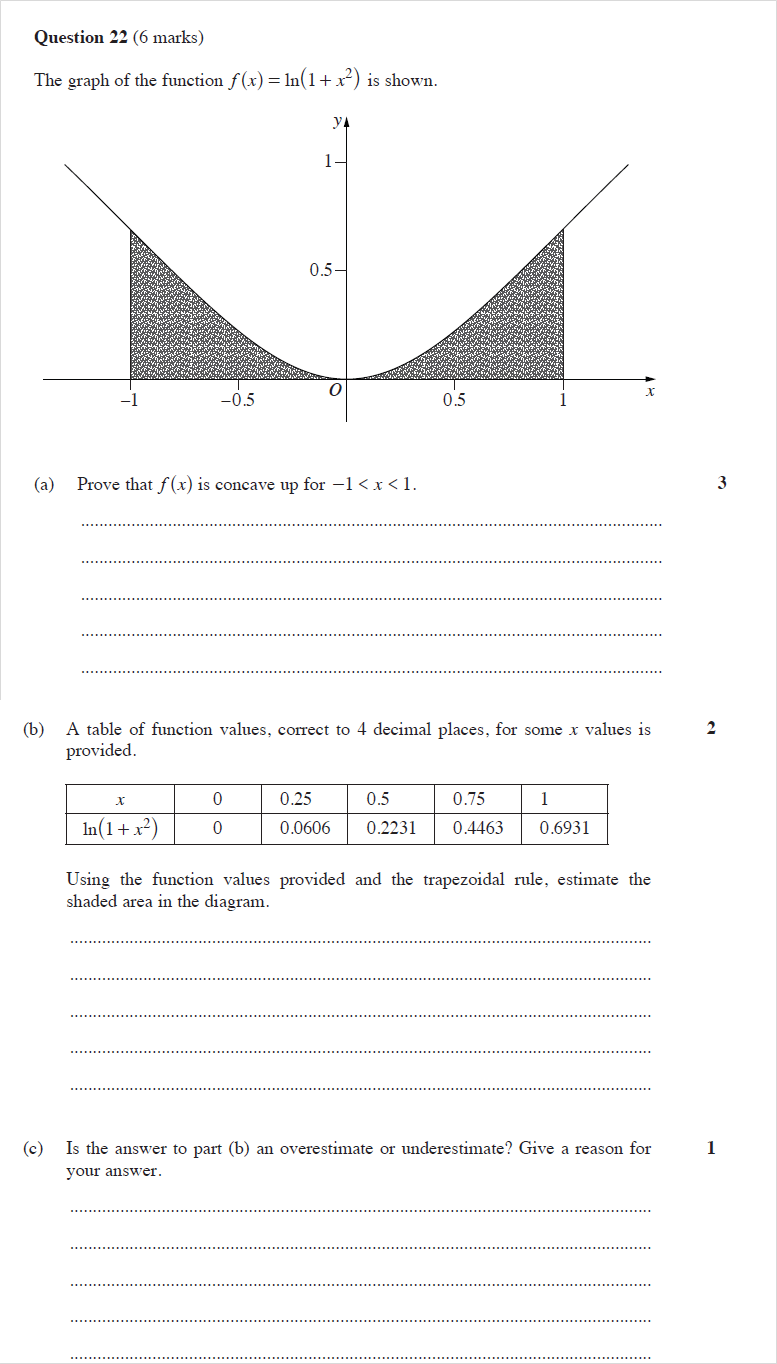 Question 22 (6 marks)
The graph of the function f(x) = ln(1 + x²) is shown.
y
1
0.5
O
−1
−0.5
0.5
1
x
(a) Prove that f(x) is concave up for −1 < x < 1. 3
(b) A table of function values, correct to 4 decimal places, for some x values is 2
provided.
x 0 0.25 0.5 0.75 1
ln(1 + x²) 0 0.0606 0.2231 0.4463 0.6931
Using the function values provided and the trapezoidal rule, estimate the
shaded area in the diagram.
(c) Is the answer to part (b) an overestimate or underestimate? Give a reason for 1
your answer.